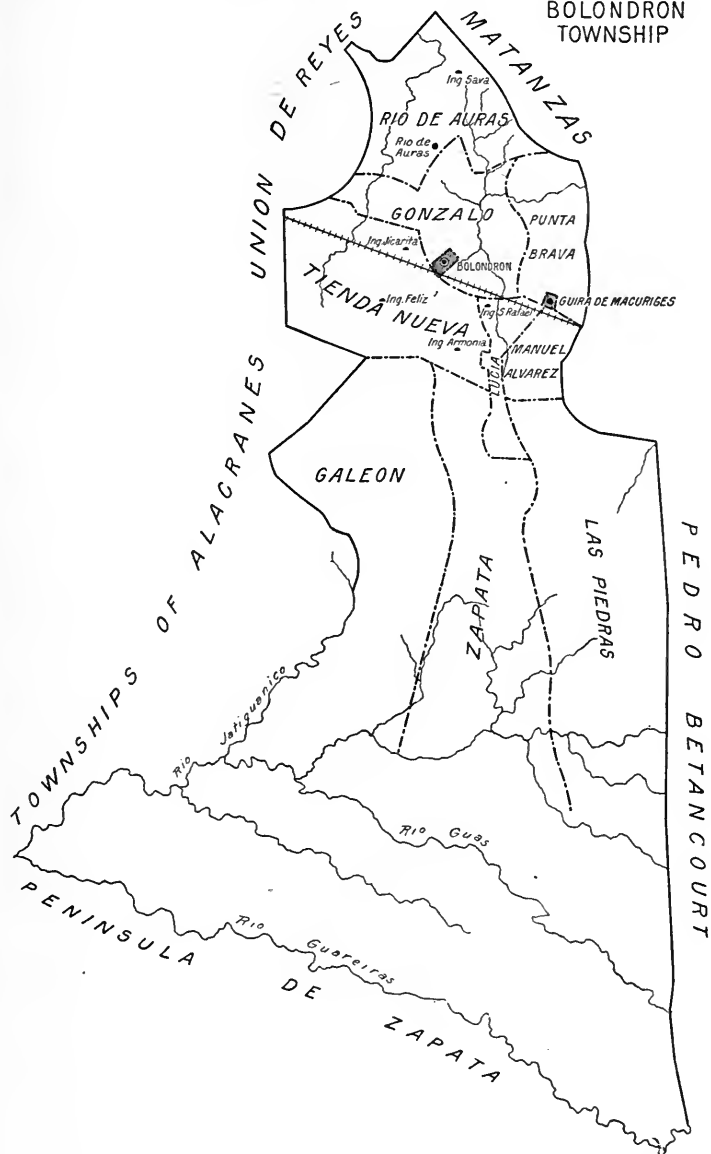 BOLONDRON
TOWNSHIP
MATANZAS
UNION DE REYES
Ing Sava
RIO DE AURAS
Rio de
Auras
GONZALO
PUNTA
BRAVA
Ing. Jicarita
BOLONDRON
TIENDA NUEVA
Ing. Feliz
Ing S Rafael
GUIRA DE MACURIGES
Ing Armonia
LUCIA
MANUEL
ALVAREZ
TOWNSHIPS OF ALACRANES
GALEON
ZAPATA
LAS PIEDRAS
PEDRO BETANCOURT
Rio Jatiguanico
Rio Guas
Rio Guareiras
PENINSULA DE ZAPATA